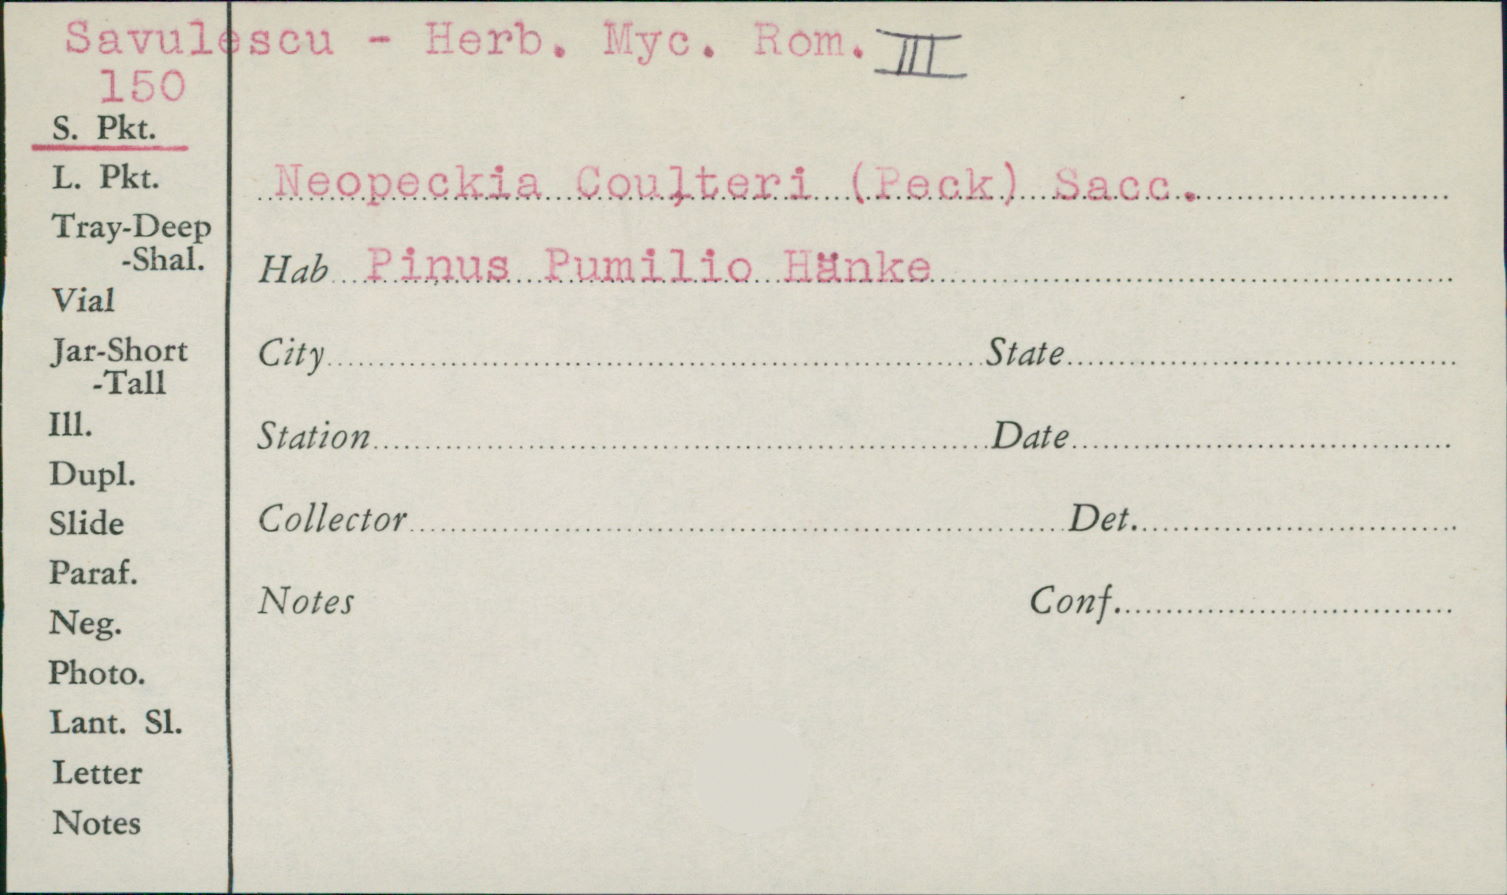 Savulescu - Herb. Myc. Rom. III
150
S. Pkt.
L. Pkt.
Tray-Deep
-Shal.
Vial
Jar-Short
-Tall
Ill.
Dupl.
Slide
Paraf.
Neg.
Photo.
Lant. Sl.
Letter
Notes
Neopeckia Coulteri (Peck) Sacc.
Hab Pinus Pumilio Hänke
City State
Station Date
Collector Det.
Notes Conf.